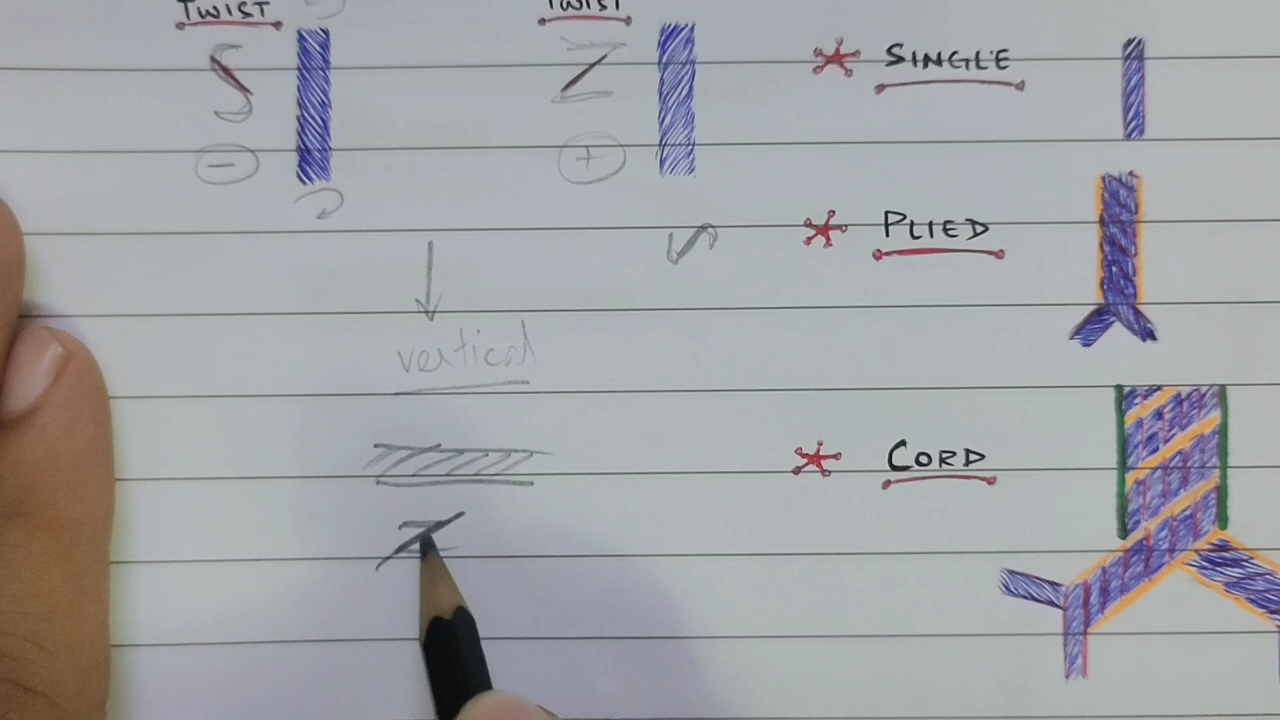 TWIST
S
−
TWIST
Z
+
* SINGLE
* PLIED
S
vertical
* CORD
Z